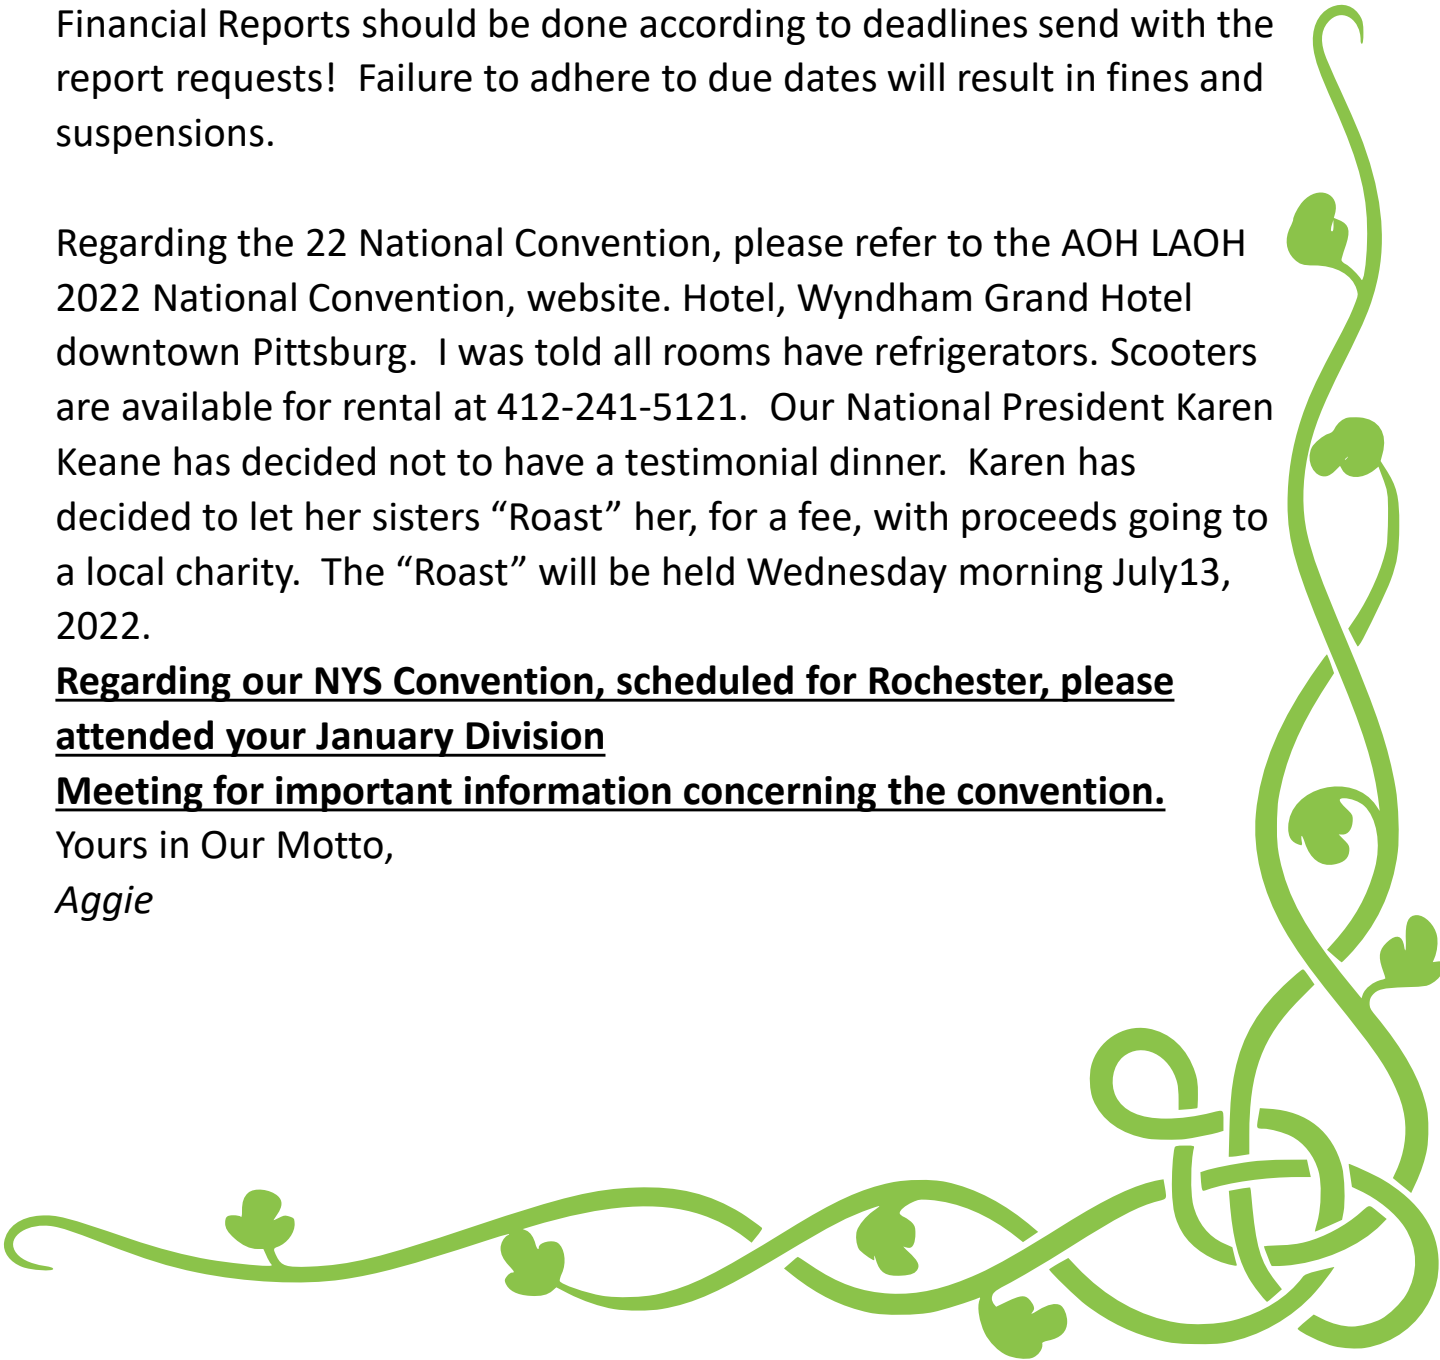 Financial Reports should be done according to deadlines send with the
report requests!  Failure to adhere to due dates will result in fines and
suspensions.
Regarding the 22 National Convention, please refer to the AOH LAOH
2022 National Convention, website. Hotel, Wyndham Grand Hotel
downtown Pittsburg.  I was told all rooms have refrigerators. Scooters
are available for rental at 412-241-5121.  Our National President Karen
Keane has decided not to have a testimonial dinner.  Karen has
decided to let her sisters “Roast” her, for a fee, with proceeds going to
a local charity.  The “Roast” will be held Wednesday morning July13,
2022.
Regarding our NYS Convention, scheduled for Rochester, please
attended your January Division
Meeting for important information concerning the convention.
Yours in Our Motto,
Aggie